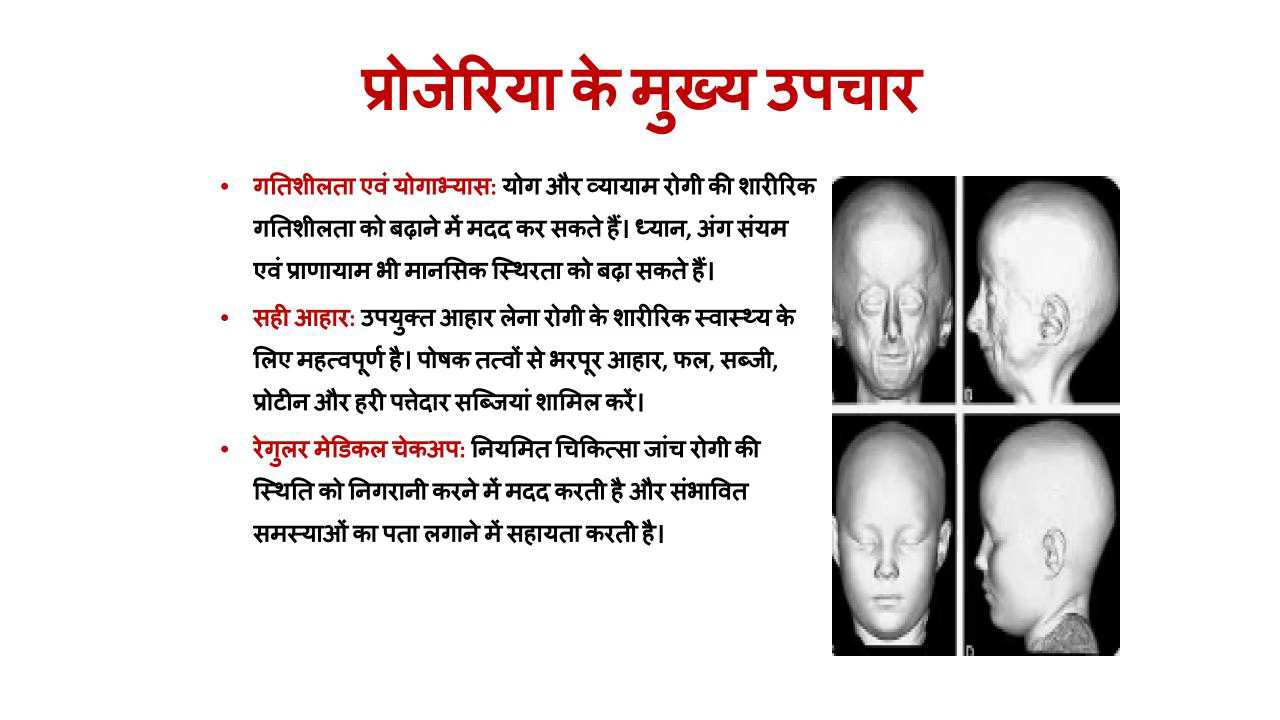 प्रोजेरिया के मुख्य उपचार
• गतिशीलता एवं योगाभ्यास: योग और व्यायाम रोगी की शारीरिक
गतिशीलता को बढ़ाने में मदद कर सकते हैं। ध्यान, अंग संयम
एवं प्राणायाम भी मानसिक स्थिरता को बढ़ा सकते हैं।
• सही आहार: उपयुक्त आहार लेना रोगी के शारीरिक स्वास्थ्य के
लिए महत्वपूर्ण है। पोषक तत्वों से भरपूर आहार, फल, सब्जी,
प्रोटीन और हरी पत्तेदार सब्जियां शामिल करें।
• रेगुलर मेडिकल चेकअप: नियमित चिकित्सा जांच रोगी की
स्थिति को निगरानी करने में मदद करती है और संभावित
समस्याओं का पता लगाने में सहायता करती है।